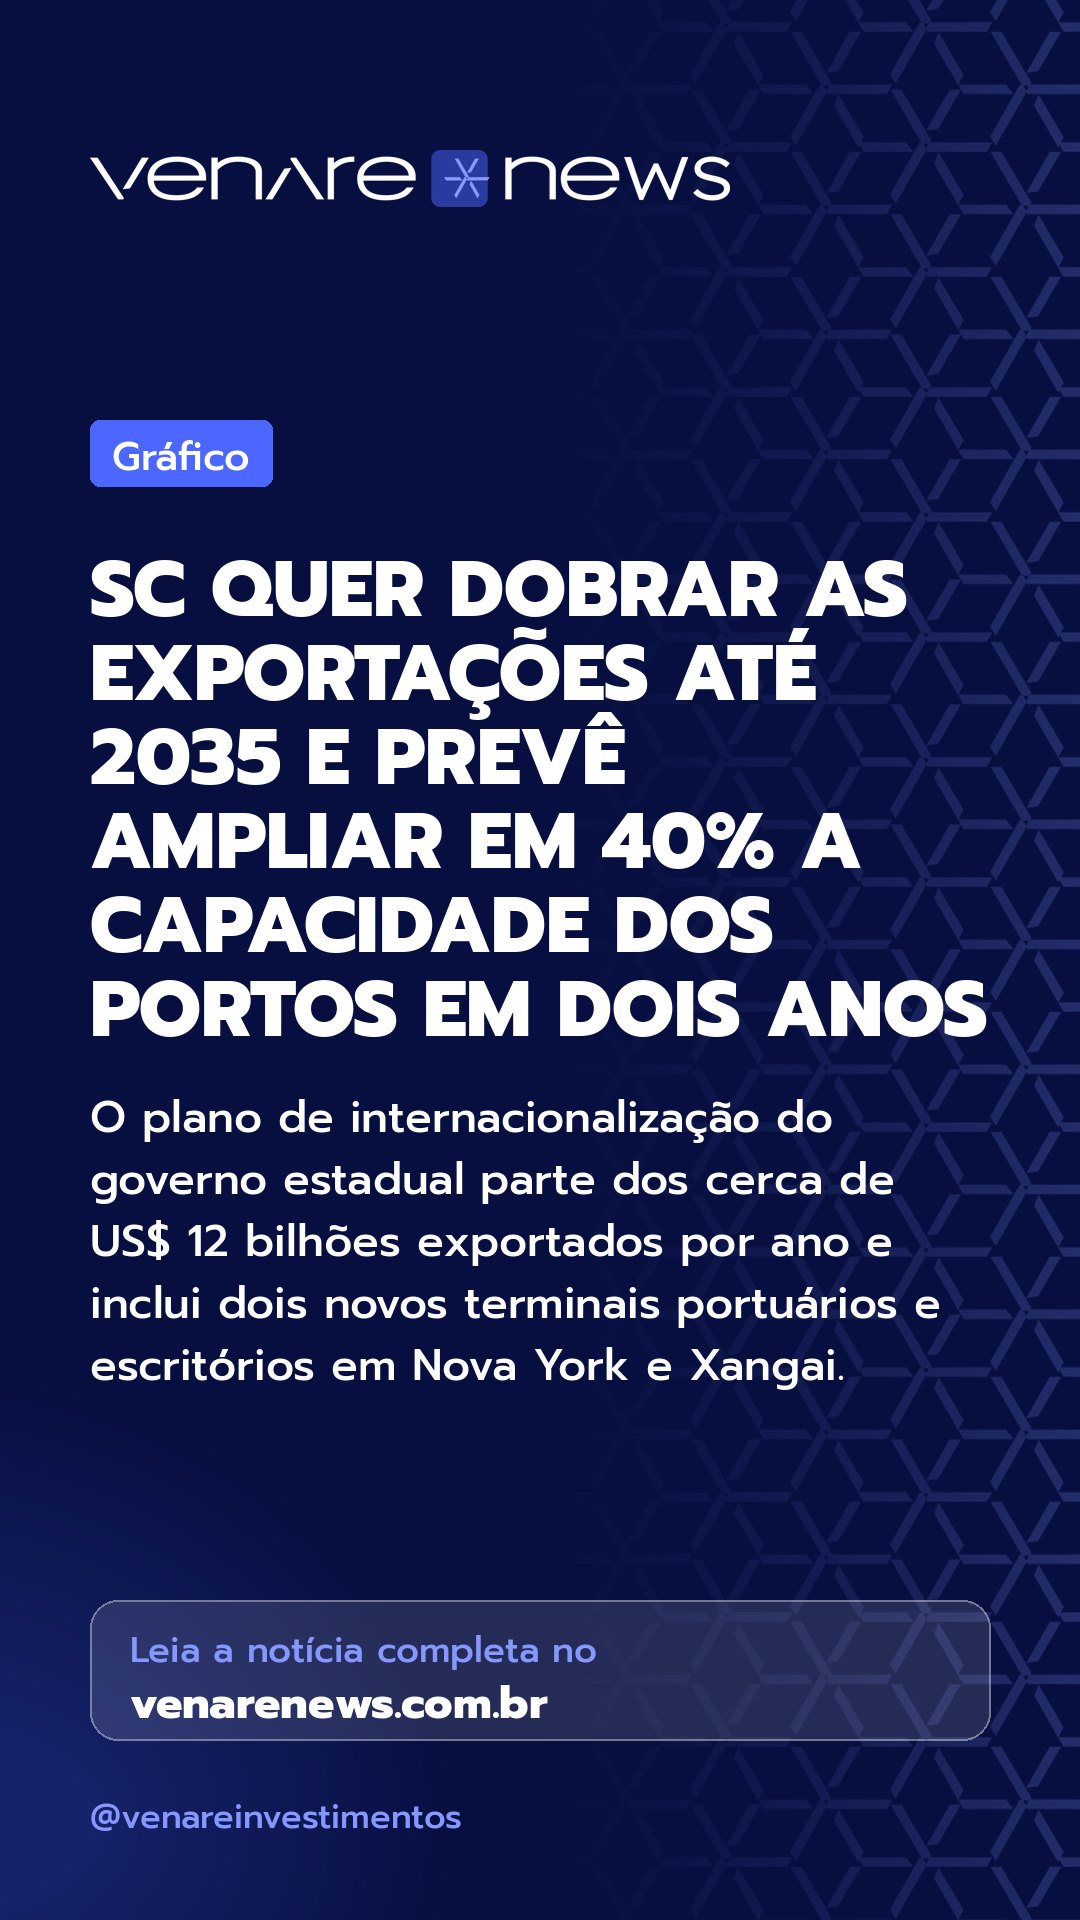 venare news
Gráfico
SC QUER DOBRAR AS
EXPORTAÇÕES ATÉ
2035 E PREVÊ
AMPLIAR EM 40% A
CAPACIDADE DOS
PORTOS EM DOIS ANOS
O plano de internacionalização do
governo estadual parte dos cerca de
US$ 12 bilhões exportados por ano e
inclui dois novos terminais portuários e
escritórios em Nova York e Xangai.
Leia a notícia completa no
venarenews.com.br
@venareinvestimentos